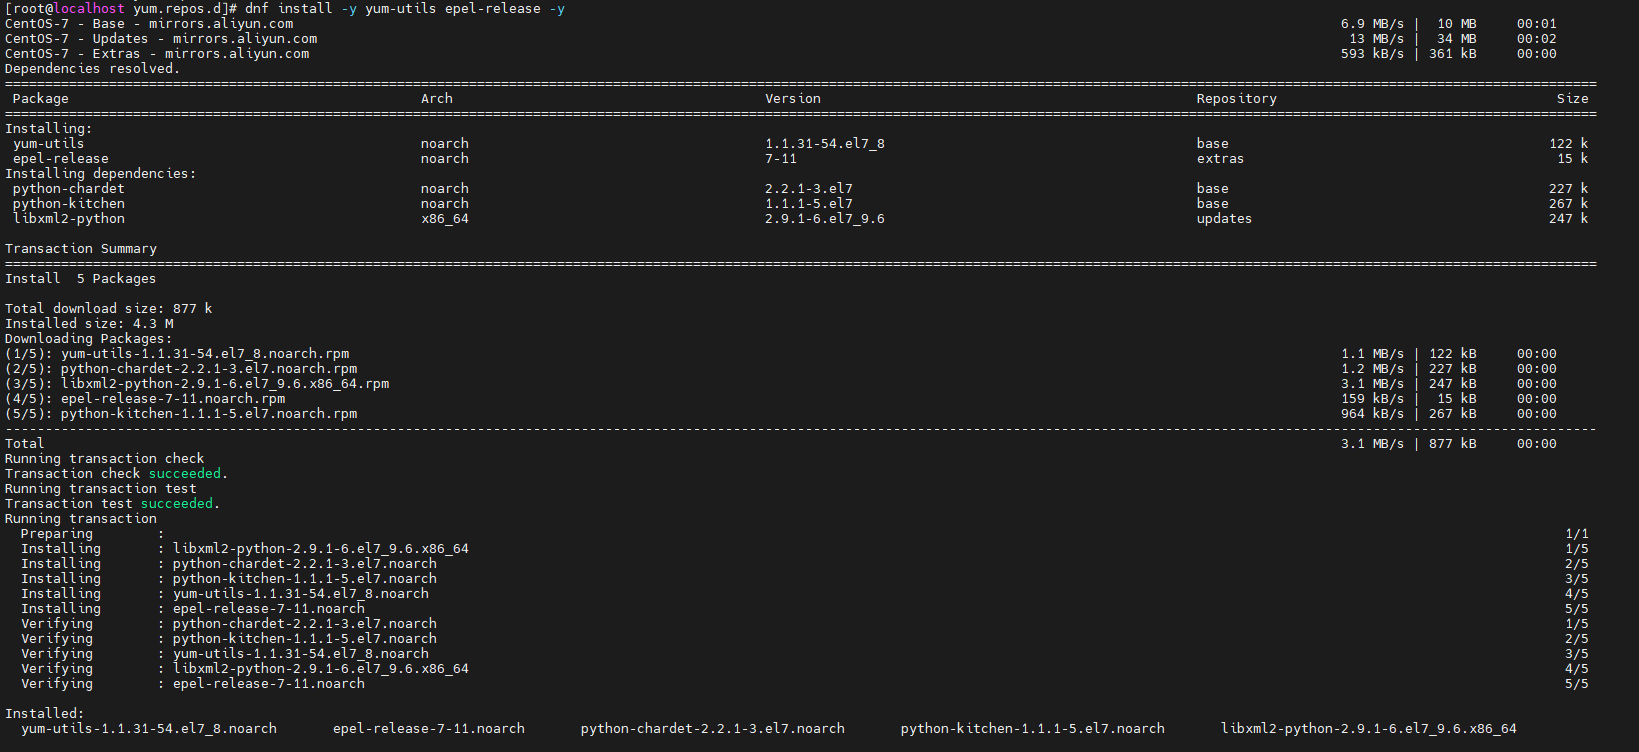 [root@localhost yum.repos.d]# dnf install -y yum-utils epel-release -y
CentOS-7 - Base - mirrors.aliyun.com 6.9 MB/s | 10 MB 00:01
CentOS-7 - Updates - mirrors.aliyun.com 13 MB/s | 34 MB 00:02
CentOS-7 - Extras - mirrors.aliyun.com 593 kB/s | 361 kB 00:00
Dependencies resolved.
Package Arch Version Repository Size
Installing:
yum-utils noarch 1.1.31-54.el7_8 base 122 k
epel-release noarch 7-11 extras 15 k
Installing dependencies:
python-chardet noarch 2.2.1-3.el7 base 227 k
python-kitchen noarch 1.1.1-5.el7 base 267 k
libxml2-python x86_64 2.9.1-6.el7_9.6 updates 247 k
Transaction Summary
Install 5 Packages
Total download size: 877 k
Installed size: 4.3 M
Downloading Packages:
(1/5): yum-utils-1.1.31-54.el7_8.noarch.rpm 1.1 MB/s | 122 kB 00:00
(2/5): python-chardet-2.2.1-3.el7.noarch.rpm 1.2 MB/s | 227 kB 00:00
(3/5): libxml2-python-2.9.1-6.el7_9.6.x86_64.rpm 3.1 MB/s | 247 kB 00:00
(4/5): epel-release-7-11.noarch.rpm 159 kB/s | 15 kB 00:00
(5/5): python-kitchen-1.1.1-5.el7.noarch.rpm 964 kB/s | 267 kB 00:00
Total 3.1 MB/s | 877 kB 00:00
Running transaction check
Transaction check succeeded.
Running transaction test
Transaction test succeeded.
Running transaction
Preparing : 1/1
Installing : libxml2-python-2.9.1-6.el7_9.6.x86_64 1/5
Installing : python-chardet-2.2.1-3.el7.noarch 2/5
Installing : python-kitchen-1.1.1-5.el7.noarch 3/5
Installing : yum-utils-1.1.31-54.el7_8.noarch 4/5
Installing : epel-release-7-11.noarch 5/5
Verifying : python-chardet-2.2.1-3.el7.noarch 1/5
Verifying : python-kitchen-1.1.1-5.el7.noarch 2/5
Verifying : yum-utils-1.1.31-54.el7_8.noarch 3/5
Verifying : libxml2-python-2.9.1-6.el7_9.6.x86_64 4/5
Verifying : epel-release-7-11.noarch 5/5
Installed:
yum-utils-1.1.31-54.el7_8.noarch epel-release-7-11.noarch python-chardet-2.2.1-3.el7.noarch python-kitchen-1.1.1-5.el7.noarch libxml2-python-2.9.1-6.el7_9.6.x86_64